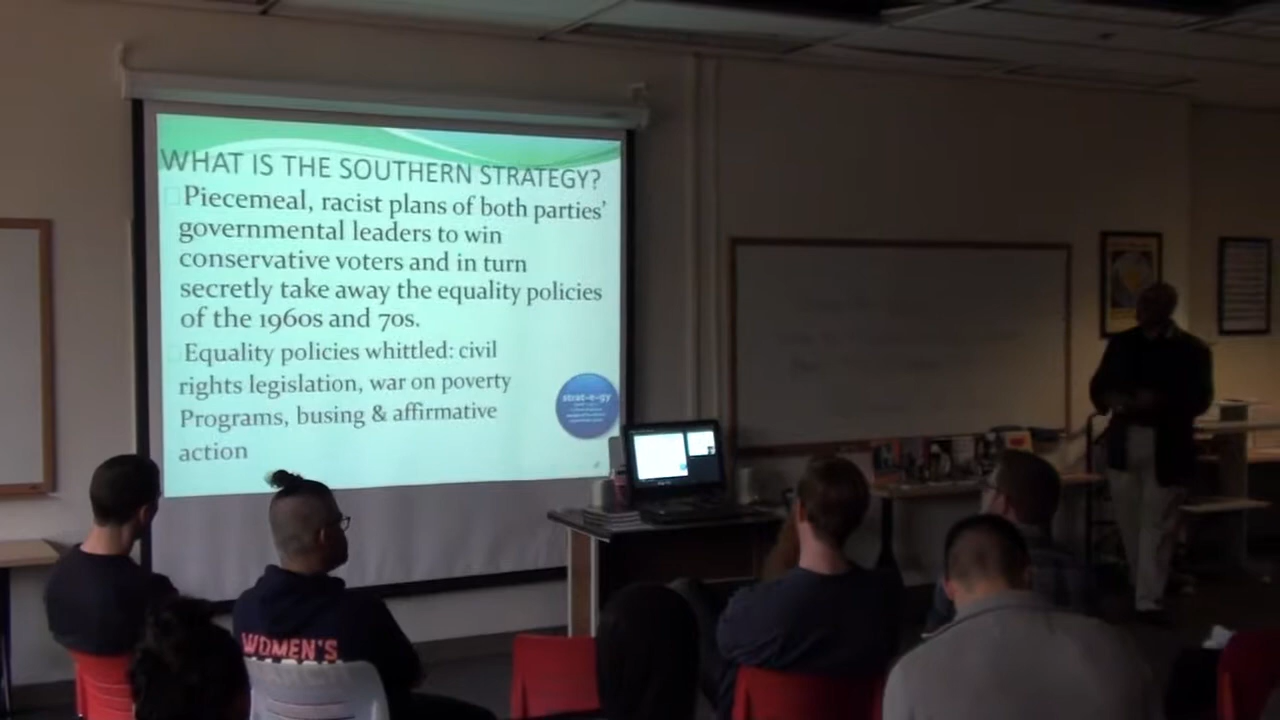 WHAT IS THE SOUTHERN STRATEGY?
Piecemeal, racist plans of both parties'
governmental leaders to win
conservative voters and in turn
secretly take away the equality policies
of the 1960s and 70s.
Equality policies whittled: civil
rights legislation, war on poverty
Programs, busing & affirmative
action
strat-e-gy
WOMEN'S